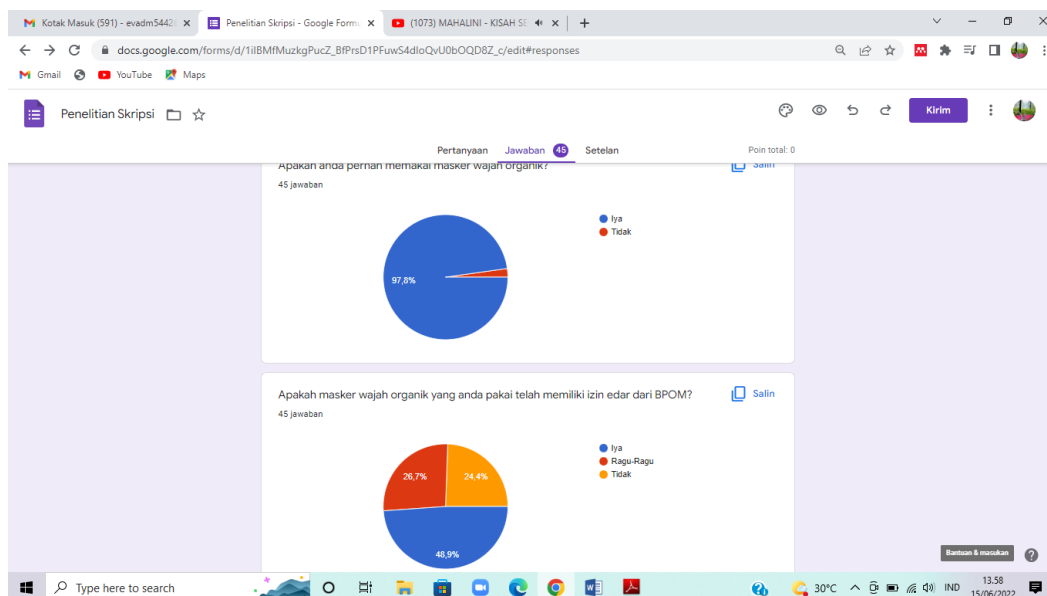 Kotak Masuk (591) - evadm5442
Penelitian Skripsi - Google Formu
(1073) MAHALINI - KISAH SE
docs.google.com/forms/d/1ilBMfMuzkgPucZ_BfPrsD1PFuwS4dloQvU0bOQD8Z_c/edit#responses
Gmail
YouTube
Maps
Penelitian Skripsi
Kirim
Pertanyaan
Jawaban 45
Setelan
Poin total: 0
Apakah anda pernah memakai masker wajah organik?
Salin
45 jawaban
Iya
Tidak
97,8%
Apakah masker wajah organik yang anda pakai telah memiliki izin edar dari BPOM?
Salin
45 jawaban
Iya
Ragu-Ragu
Tidak
26,7%
24,4%
48,9%
Bantuan & masukan
Type here to search
30°C
IND
13.58
15/06/2022